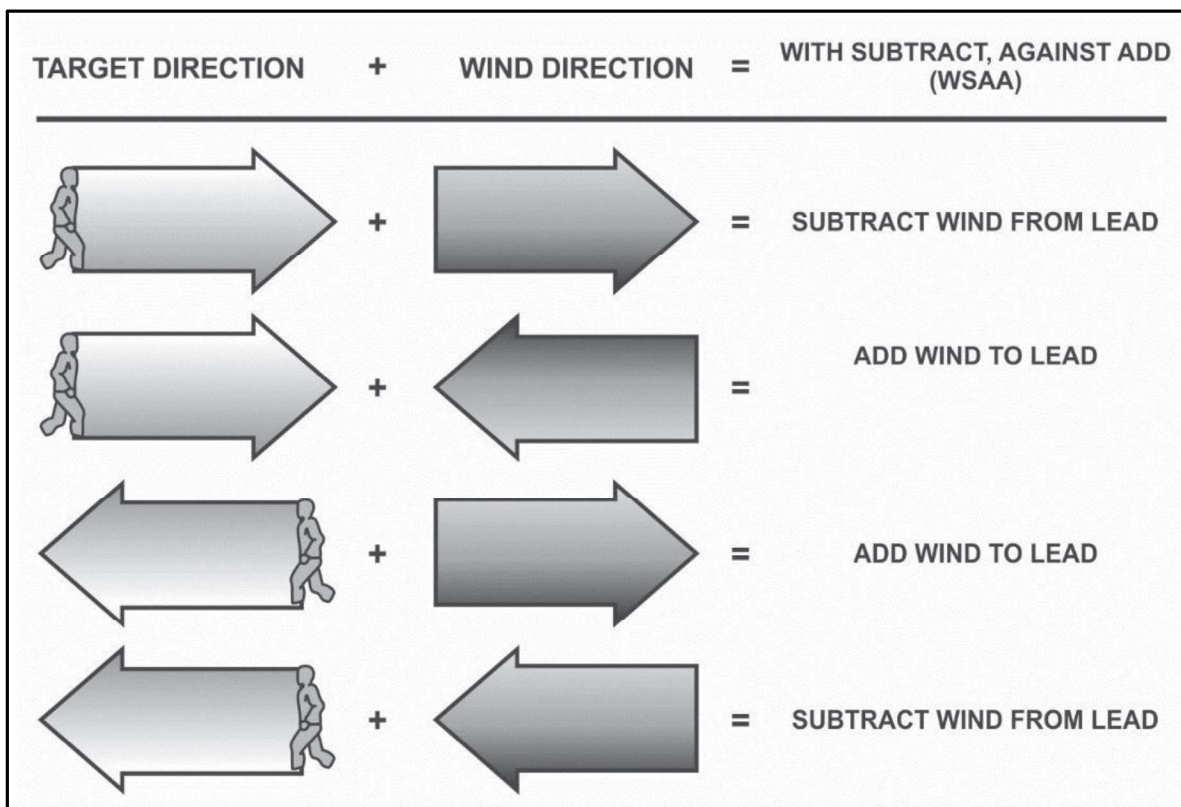 TARGET DIRECTION + WIND DIRECTION = WITH SUBTRACT, AGAINST ADD
(WSAA)
+ = SUBTRACT WIND FROM LEAD
+ = ADD WIND TO LEAD
+ = ADD WIND TO LEAD
+ = SUBTRACT WIND FROM LEAD